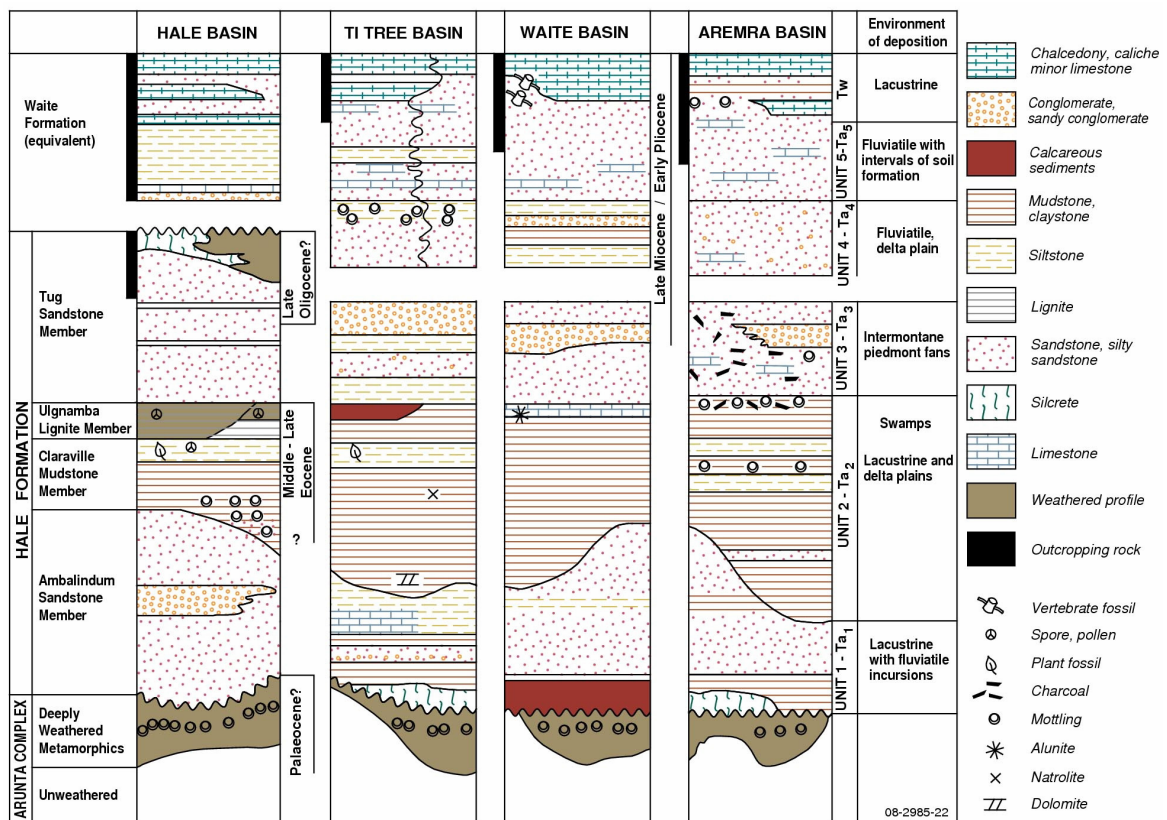 HALE BASIN
TI TREE BASIN
WAITE BASIN
AREMRA BASIN
Environment
of deposition
Waite
Formation
(equivalent)
HALE FORMATION
Tug
Sandstone
Member
Ulgnamba
Lignite Member
Claraville
Mudstone
Member
Ambalindum
Sandstone
Member
ARUNTA COMPLEX
Deeply
Weathered
Metamorphics
Unweathered
Late
Oligocene?
Middle - Late
Eocene
-?
Palaeocene?
Late Miocene / Early Pliocene
Tw
UNIT 5-Ta5
UNIT 4 - Ta4
UNIT 3 - Ta3
UNIT 2 - Ta2
UNIT 1 - Ta1
Lacustrine
Fluviatile with
intervals of soil
formation
Fluviatile,
delta plain
Intermontane
piedmont fans
Swamps
Lacustrine and
delta plains
Lacustrine
with fluviatile
incursions
08-2985-22
Chalcedony, caliche
minor limestone
Conglomerate,
sandy conglomerate
Calcareous
sediments
Mudstone,
claystone
Siltstone
Lignite
Sandstone, silty
sandstone
Silcrete
Limestone
Weathered profile
Outcropping rock
Vertebrate fossil
Spore, pollen
Plant fossil
Charcoal
Mottling
Alunite
Natrolite
Dolomite